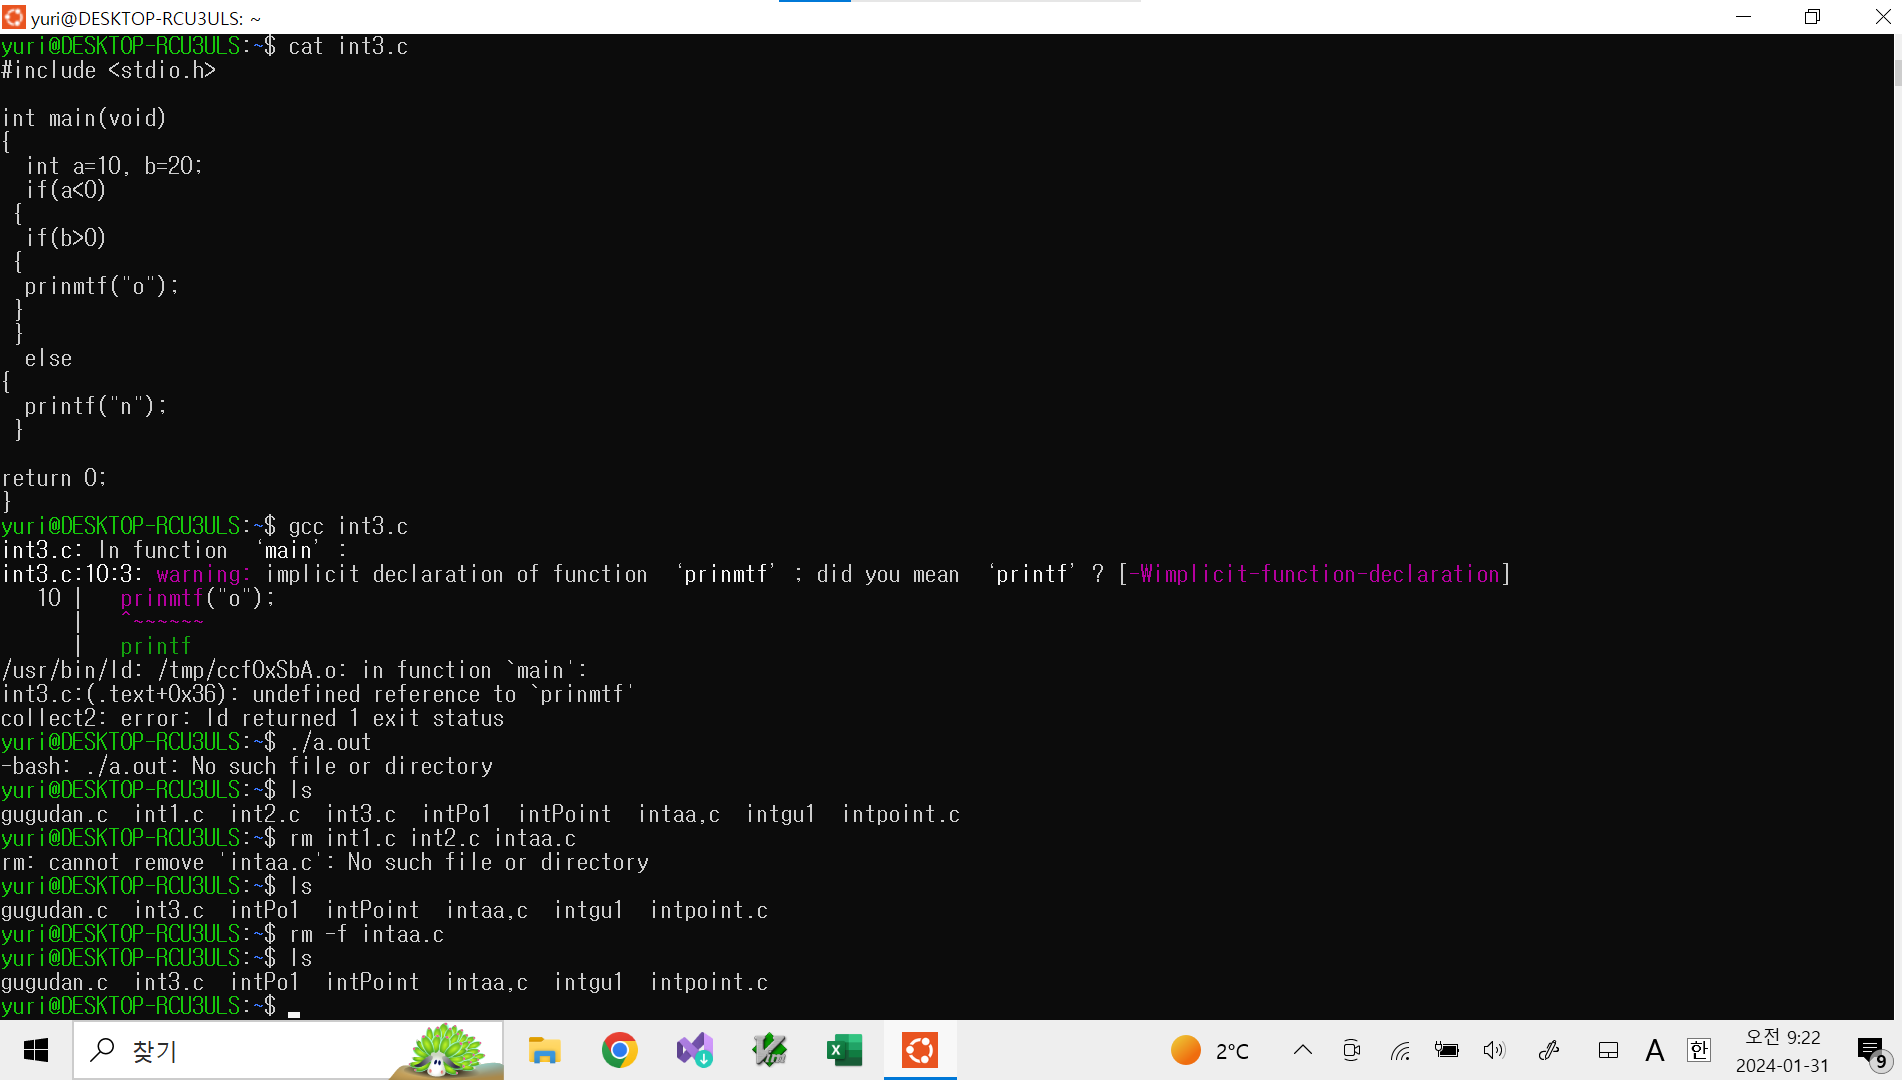 yuri@DESKTOP-RCU3ULS: ~
yuri@DESKTOP-RCU3ULS:~$ cat int3.c
#include <stdio.h>
int main(void)
{
  int a=10, b=20;
  if(a<0)
 {
  if(b>0)
 {
  prinmtf("o");
 }
 }
  else
{
  printf("n");
 }
return 0;
}
yuri@DESKTOP-RCU3ULS:~$ gcc int3.c
int3.c: In function ‘main’ :
int3.c:10:3: warning: implicit declaration of function ‘prinmtf’ ; did you mean ‘printf’ ? [-Wimplicit-function-declaration]
   10 |   prinmtf("o");
      |   ^~~~~~~
      |   printf
/usr/bin/ld: /tmp/ccfOxSbA.o: in function `main':
int3.c:(.text+0x36): undefined reference to `prinmtf'
collect2: error: ld returned 1 exit status
yuri@DESKTOP-RCU3ULS:~$ ./a.out
-bash: ./a.out: No such file or directory
yuri@DESKTOP-RCU3ULS:~$ ls
gugudan.c  int1.c  int2.c  int3.c  intPo1  intPoint  intaa,c  intgu1  intpoint.c
yuri@DESKTOP-RCU3ULS:~$ rm int1.c int2.c intaa.c
rm: cannot remove 'intaa.c': No such file or directory
yuri@DESKTOP-RCU3ULS:~$ ls
gugudan.c  int3.c  intPo1  intPoint  intaa,c  intgu1  intpoint.c
yuri@DESKTOP-RCU3ULS:~$ rm -f intaa.c
yuri@DESKTOP-RCU3ULS:~$ ls
gugudan.c  int3.c  intPo1  intPoint  intaa,c  intgu1  intpoint.c
yuri@DESKTOP-RCU3ULS:~$
찾기
2°C
A
한
오전 9:22
2024-01-31
9